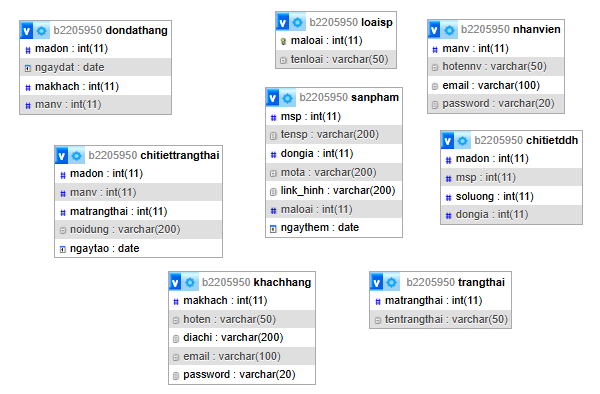 b2205950 dondathang
madon : int(11)
ngaydat : date
makhach : int(11)
manv : int(11)
b2205950 loaisp
maloai : int(11)
tenloai : varchar(50)
b2205950 nhanvien
manv : int(11)
hotennv : varchar(50)
email : varchar(100)
password : varchar(20)
b2205950 sanpham
msp : int(11)
tensp : varchar(200)
dongia : int(11)
mota : varchar(200)
link_hinh : varchar(200)
maloai : int(11)
ngaythem : date
b2205950 chitiettrangthai
madon : int(11)
manv : int(11)
matrangthai : int(11)
noidung : varchar(200)
ngaytao : date
b2205950 chitietddh
madon : int(11)
msp : int(11)
soluong : int(11)
dongia : int(11)
b2205950 khachhang
makhach : int(11)
hoten : varchar(50)
diachi : varchar(200)
email : varchar(100)
password : varchar(20)
b2205950 trangthai
matrangthai : int(11)
tentrangthai : varchar(50)